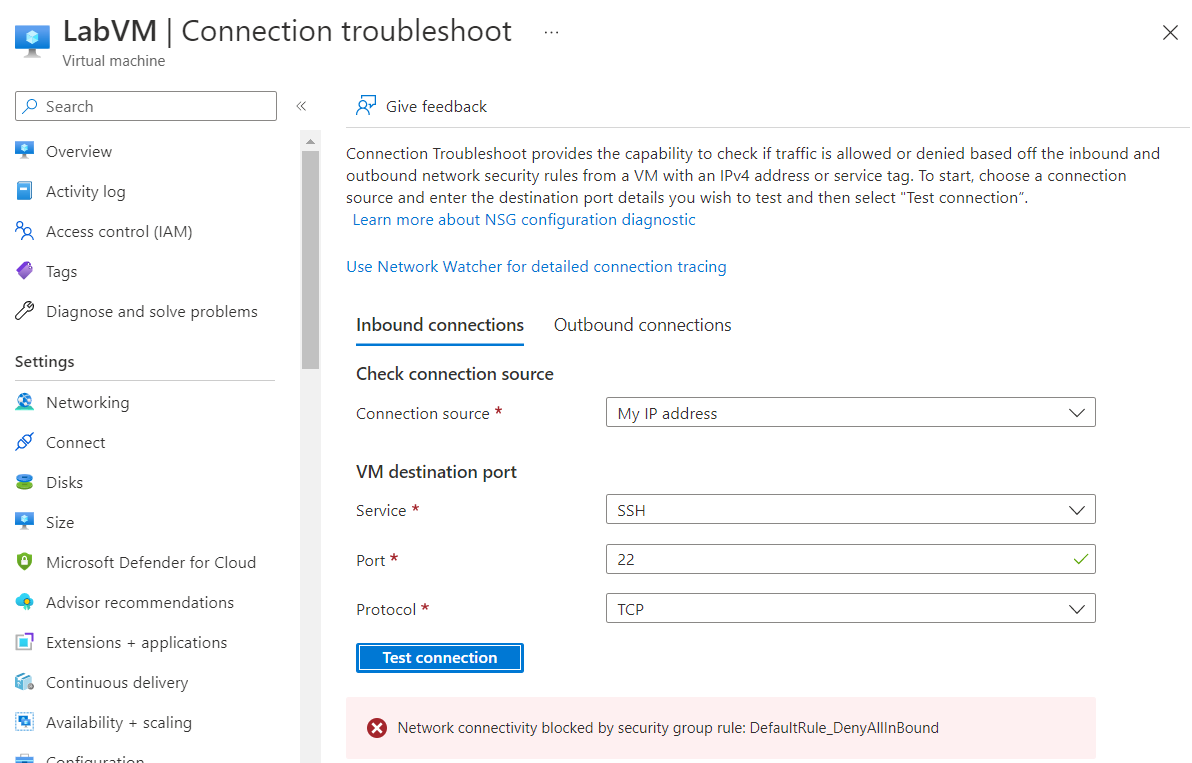 LabVM | Connection troubleshoot ...
Virtual machine
Search
«
Overview
Activity log
Access control (IAM)
Tags
Diagnose and solve problems
Settings
Networking
Connect
Disks
Size
Microsoft Defender for Cloud
Advisor recommendations
Extensions + applications
Continuous delivery
Availability + scaling
Configuration
Give feedback
Connection Troubleshoot provides the capability to check if traffic is allowed or denied based off the inbound and
outbound network security rules from a VM with an IPv4 address or service tag. To start, choose a connection
source and enter the destination port details you wish to test and then select "Test connection”.
Learn more about NSG configuration diagnostic
Use Network Watcher for detailed connection tracing
Inbound connections Outbound connections
Check connection source
Connection source * My IP address
VM destination port
Service * SSH
Port * 22
Protocol * TCP
Test connection
Network connectivity blocked by security group rule: DefaultRule_DenyAllInBound